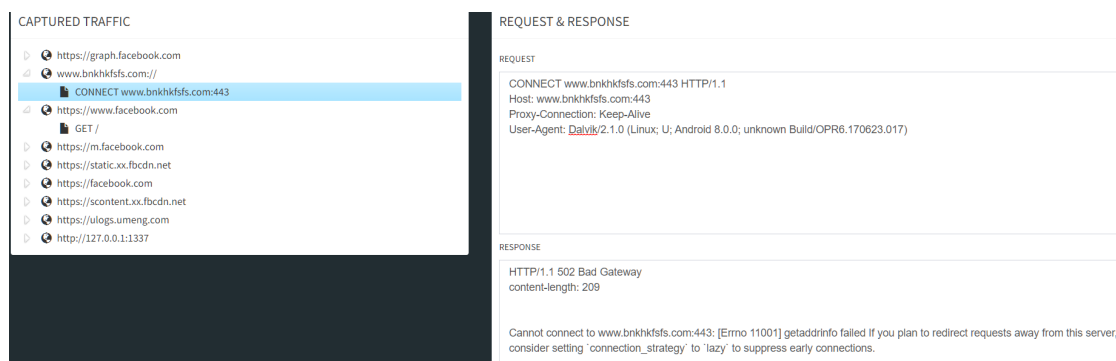 CAPTURED TRAFFIC
https://graph.facebook.com
www.bnkhkfsfs.com://
CONNECT www.bnkhkfsfs.com:443
https://www.facebook.com
GET /
https://m.facebook.com
https://static.xx.fbcdn.net
https://facebook.com
https://scontent.xx.fbcdn.net
https://ulogs.umeng.com
http://127.0.0.1:1337
REQUEST & RESPONSE
REQUEST
CONNECT www.bnkhkfsfs.com:443 HTTP/1.1
Host: www.bnkhkfsfs.com:443
Proxy-Connection: Keep-Alive
User-Agent: Dalvik/2.1.0 (Linux; U; Android 8.0.0; unknown Build/OPR6.170623.017)
RESPONSE
HTTP/1.1 502 Bad Gateway
content-length: 209
Cannot connect to www.bnkhkfsfs.com:443: [Errno 11001] getaddrinfo failed If you plan to redirect requests away from this server,
consider setting `connection_strategy` to `lazy` to suppress early connections.